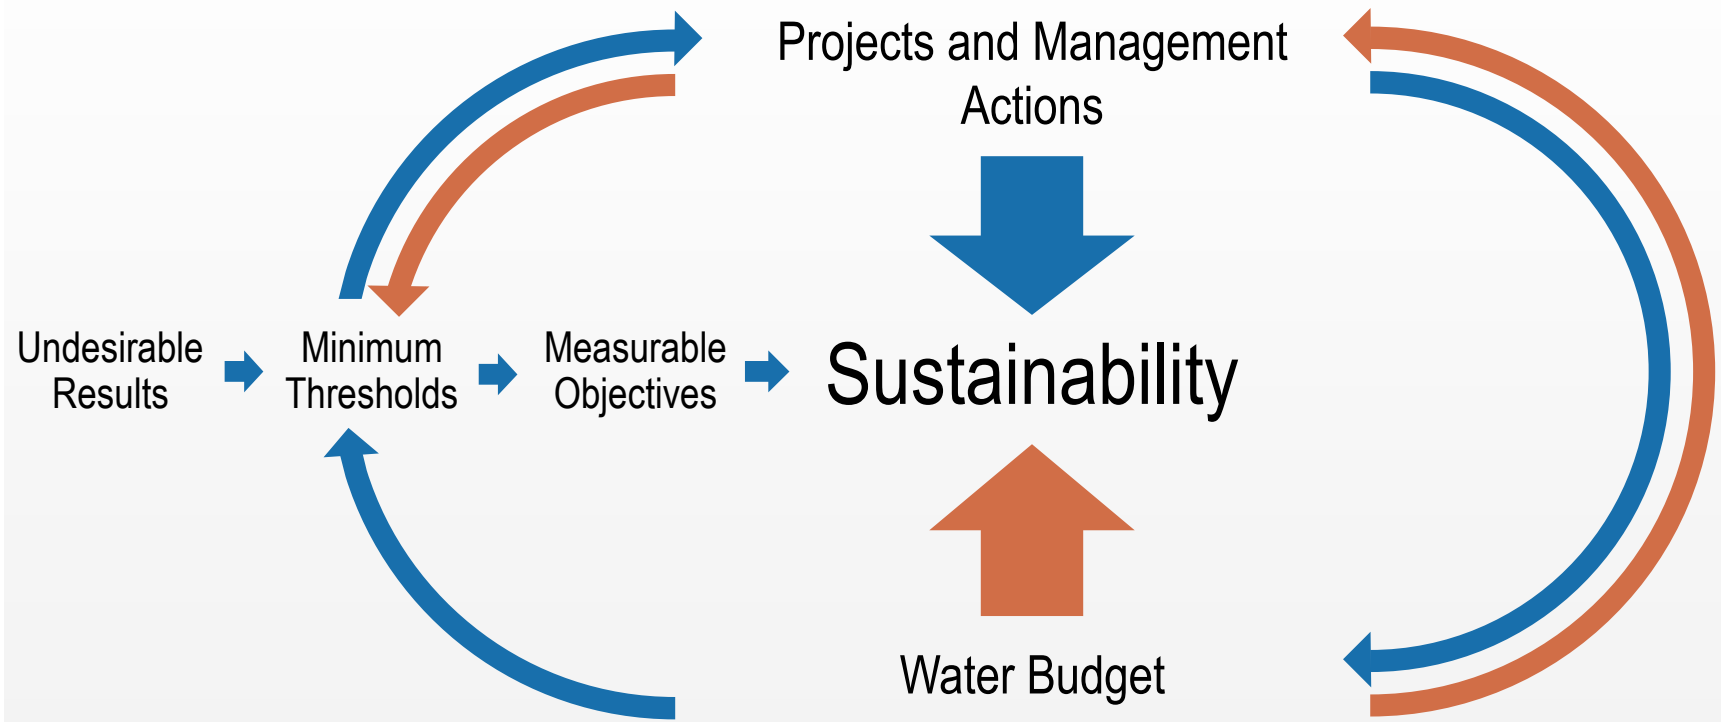 Projects and Management
Actions
Undesirable
Results
Minimum
Thresholds
Measurable
Objectives
Sustainability
Water Budget